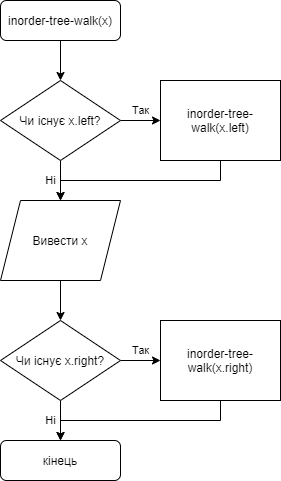 inorder-tree-walk(x)
Чи існує x.left?
Так
inorder-tree-
walk(x.left)
Ні
Вивести x
Чи існує x.right?
Так
inorder-tree-
walk(x.right)
Ні
кінець